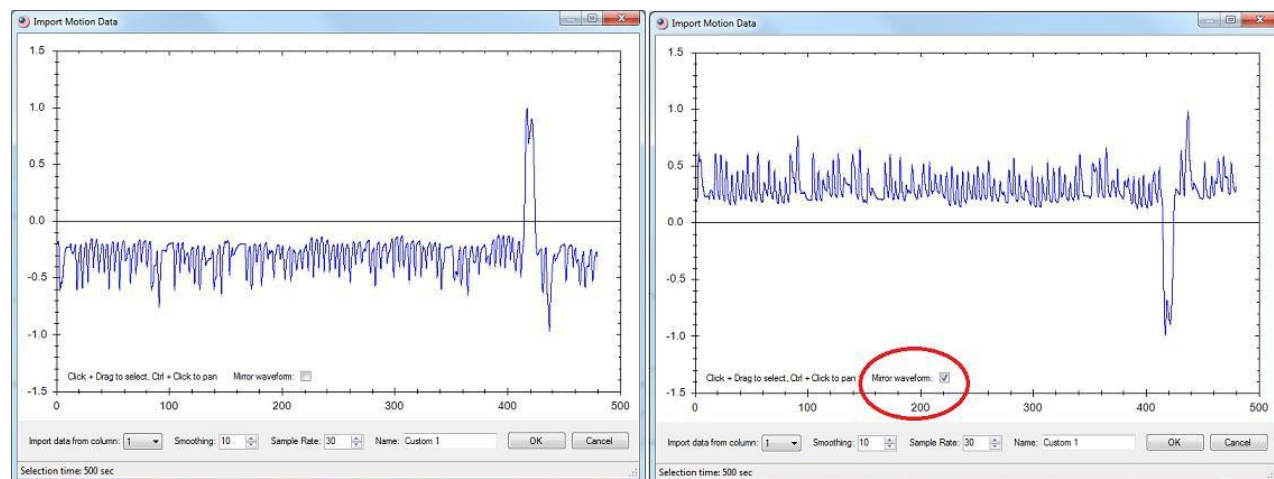 Import Motion Data
1.5
1.0
0.5
0.0
-0.5
-1.0
-1.5
Click + Drag to select, Ctrl + Click to pan Mirror waveform:
0 100 200 300 400 500
Import data from column: 1 Smoothing: 10 Sample Rate: 30 Name: Custom 1 OK Cancel
Selection time: 500 sec
Import Motion Data
1.5
1.0
0.5
0.0
-0.5
-1.0
-1.5
Click + Drag to select, Ctrl + Click to pan Mirror waveform:
0 100 200 300 400 500
Import data from column: 1 Smoothing: 10 Sample Rate: 30 Name: Custom 1 OK Cancel
Selection time: 500 sec